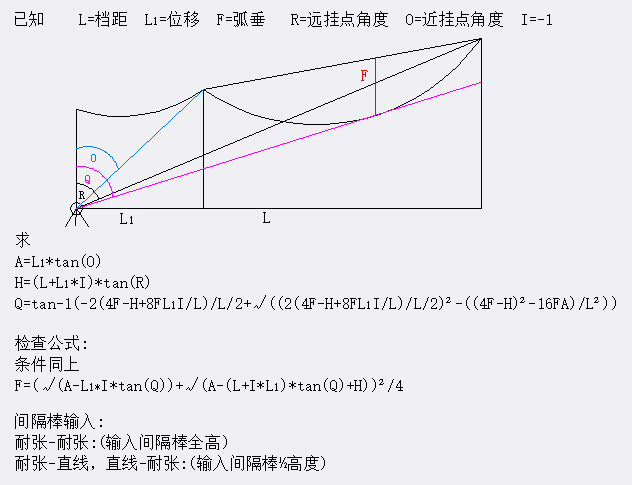 已知 L=档距 L₁=位移 F=弧垂 R=远挂点角度 O=近挂点角度 I=-1
F
O
Q
R
L₁ L
求
A=L₁*tan(O)
H=(L+L₁*I)*tan(R)
Q=tan-1(-2(4F-H+8FL₁I/L)/L/2+√((2(4F-H+8FL₁I/L)/L/2)²-((4F-H)²-16FA)/L²))
检查公式:
条件同上
F=(√(A-L₁*I*tan(Q))+√(A-(L+I*L₁)*tan(Q)+H))²/4
间隔棒输入:
耐张-耐张:(输入间隔棒全高)
耐张-直线，直线-耐张:(输入间隔棒¼高度)